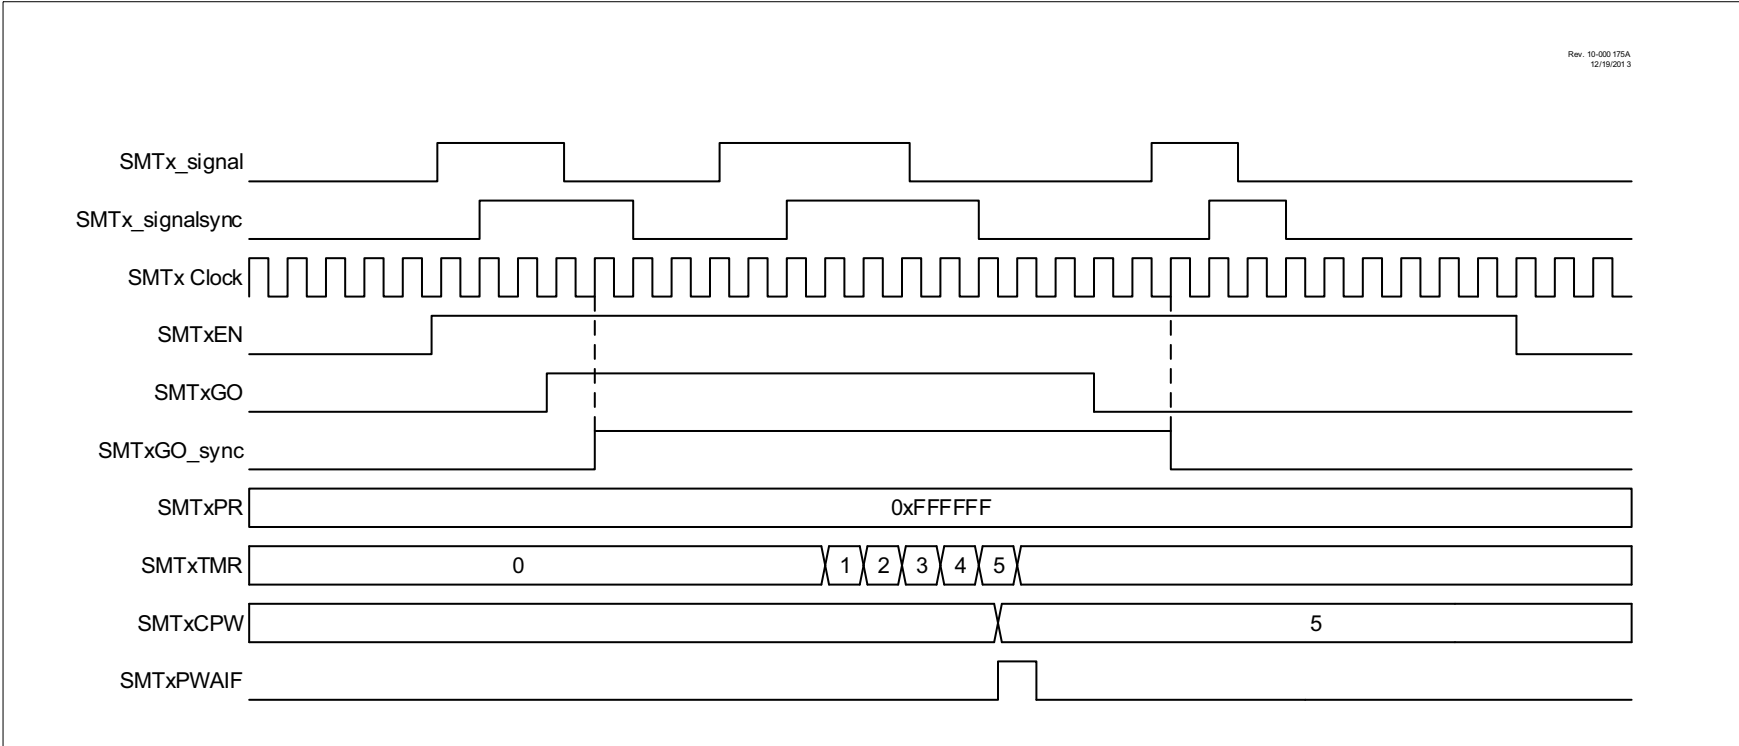 Rev. 10-000 175A
12/19/201 3
SMTx_signal
SMTx_signalsync
SMTx Clock
SMTxEN
SMTxGO
SMTxGO_sync
SMTxPR
0xFFFFFF
SMTxTMR
0 1 2 3 4 5
SMTxCPW
5
SMTxPWAIF